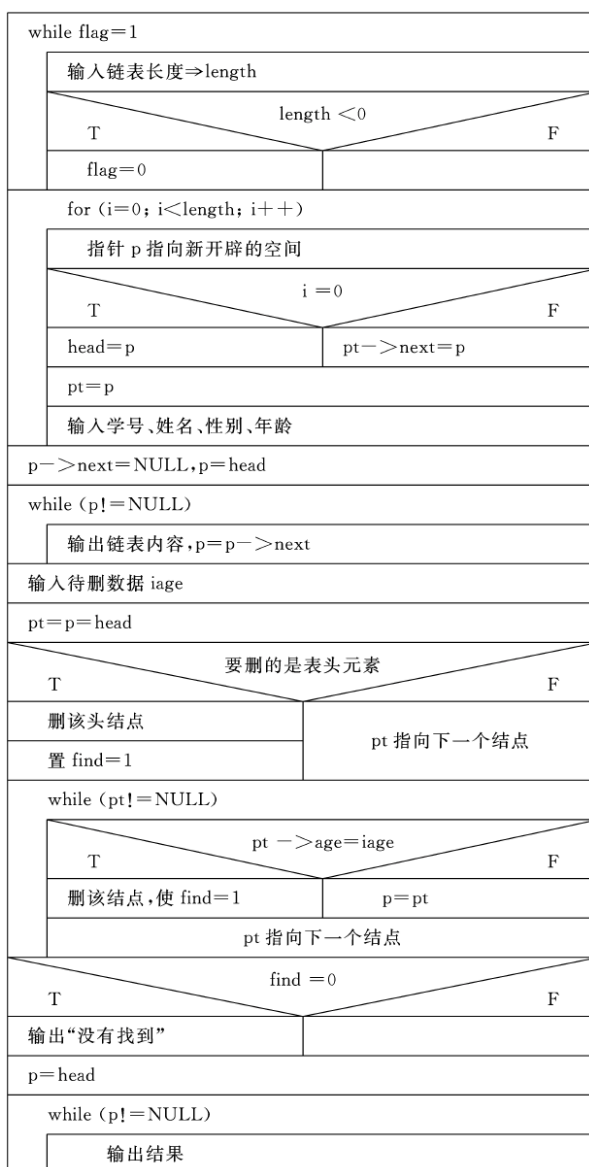 while flag=1
输入链表长度⇒length
length <0
T
F
flag=0
for (i=0; i<length; i++)
指针 p 指向新开辟的空间
i =0
T
F
head=p
pt->next=p
pt=p
输入学号、姓名、性别、年龄
p->next=NULL,p=head
while (p!=NULL)
输出链表内容,p=p->next
输入待删数据 iage
pt=p=head
要删的是表头元素
T
F
删该头结点
pt 指向下一个结点
置 find=1
while (pt!=NULL)
pt ->age=iage
T
F
删该结点,使 find=1
p=pt
pt 指向下一个结点
find =0
T
F
输出“没有找到”
p=head
while (p!=NULL)
输出结果